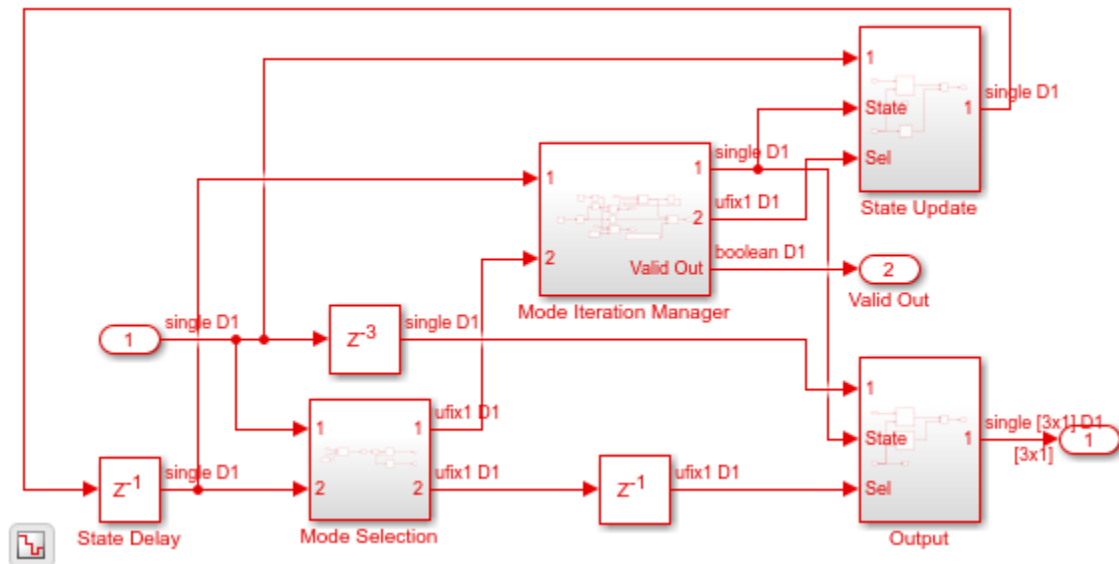 1
single D1
State
1
Sel
State Update
single D1
1
1
ufix1 D1
2
2
boolean D1
Valid Out
Mode Iteration Manager
2
Valid Out
single D1
1
Z-3
single D1
1
State
1
Sel
Output
single [3x1] D1
[3x1]
1
1
1
ufix1 D1
2
2
ufix1 D1
Mode Selection
Z-1
ufix1 D1
Z-1
single D1
State Delay